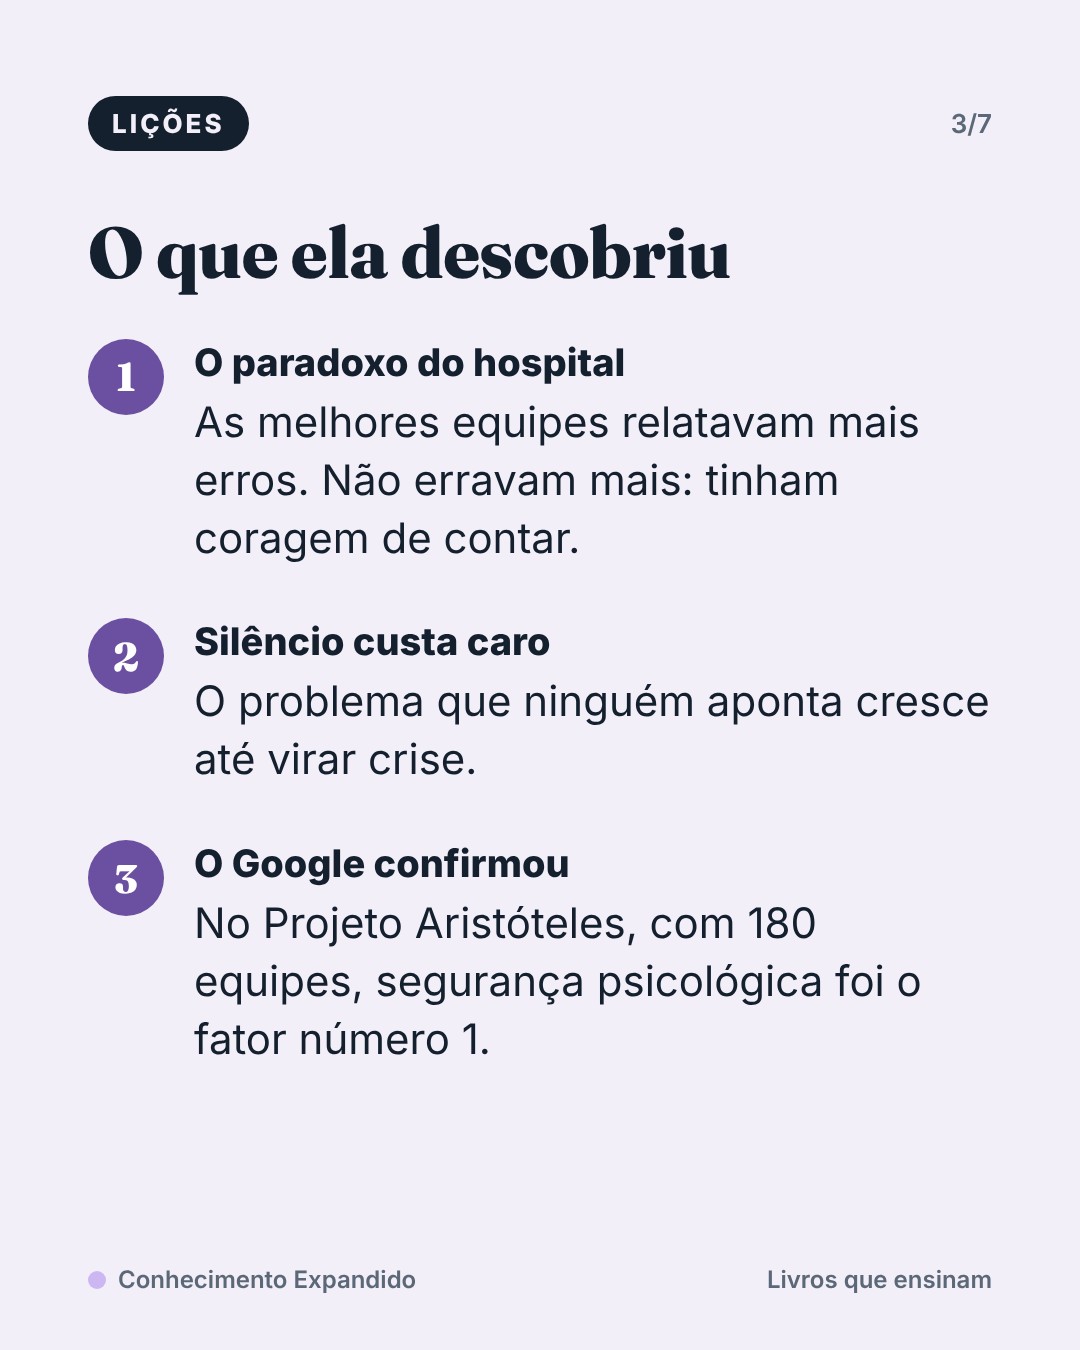 LIÇÕES
3/7
O que ela descobriu
1
O paradoxo do hospital
As melhores equipes relatavam mais
erros. Não erravam mais: tinham
coragem de contar.
2
Silêncio custa caro
O problema que ninguém aponta cresce
até virar crise.
3
O Google confirmou
No Projeto Aristóteles, com 180
equipes, segurança psicológica foi o
fator número 1.
Conhecimento Expandido
Livros que ensinam